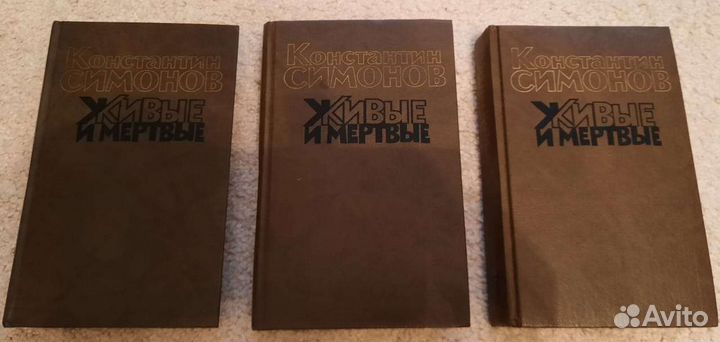 Константин
СИМОНОВ
ЖИВЫЕ
И МЕРТВЫЕ
Константин
СИМОНОВ
ЖИВЫЕ
И МЕРТВЫЕ
Константин
СИМОНОВ
ЖИВЫЕ
И МЕРТВЫЕ
Avito